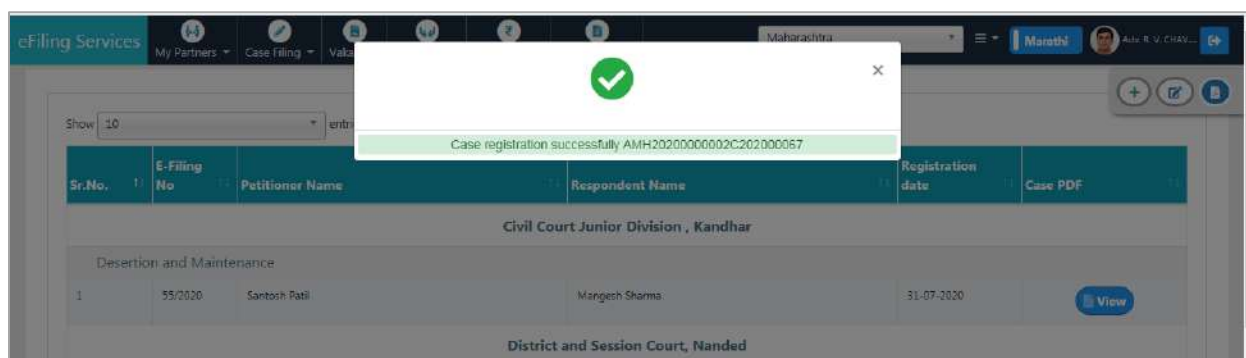 eFiling Services
My Partners
Case Filing
Maharashtra
Marathi
Adv. R. V. CHAV...
Case registration successfully AMH20200000002C202000067
Show 10
Sr.No.
E-Filing No
Petitioner Name
Respondent Name
Registration date
Case PDF
Civil Court Junior Division , Kandhar
Desertion and Maintenance
1
55/2020
Santosh Patil
Mangesh Sharma
31-07-2020
View
District and Session Court, Nanded